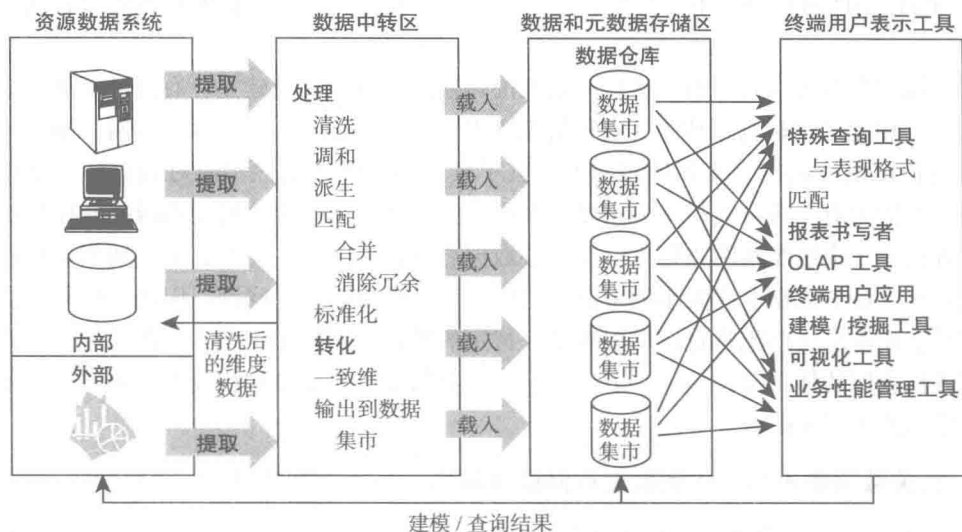 资源数据系统
数据中转区
数据和元数据存储区
终端用户表示工具
提取
提取
提取
提取
内部
外部
清洗后
的维度
数据
处理
清洗
调和
派生
匹配
合并
消除冗余
标准化
转化
一致维
输出到数据
集市
载入
载入
载入
载入
载入
数据仓库
数据
集市
数据
集市
数据
集市
数据
集市
数据
集市
特殊查询工具
与表现格式
匹配
报表书写者
OLAP 工具
终端用户应用
建模 / 挖掘工具
可视化工具
业务性能管理工具
建模 / 查询结果